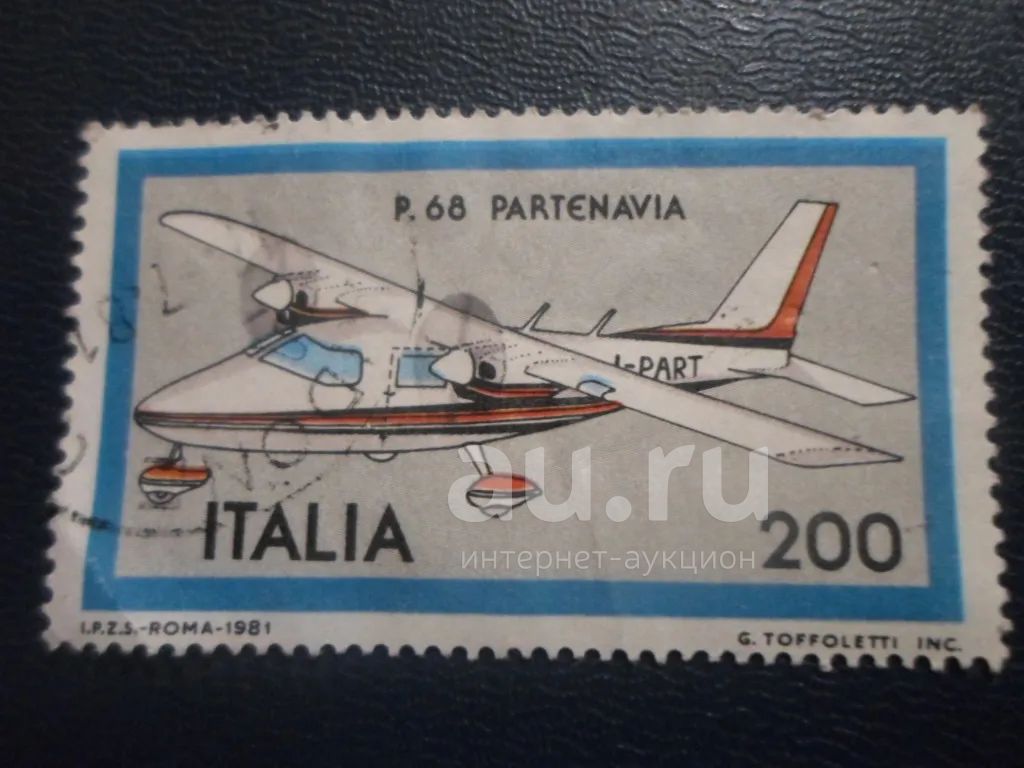 P. 68 PARTENAVIA
I-PART
au.ru
интернет-аукцион
ITALIA
200
I.P.Z.S.-ROMA-1981
G. TOFFOLETTI INC.